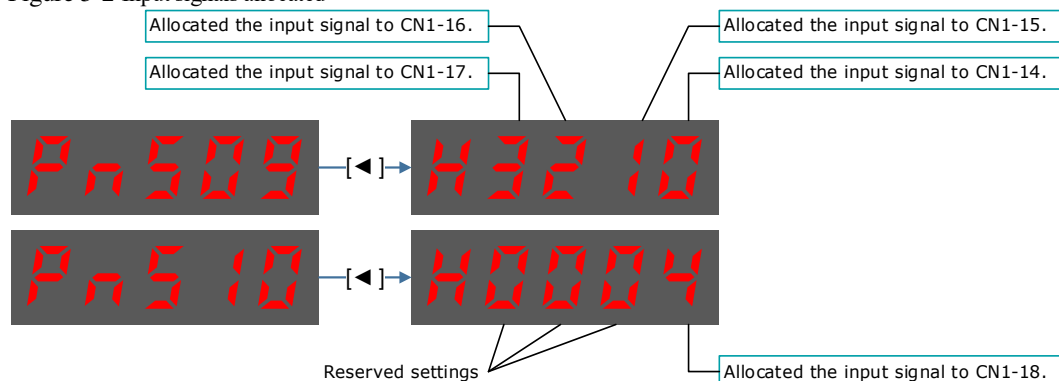 Figure 5-2 Input signals allocated
Allocated the input signal to CN1-16.
Allocated the input signal to CN1-15.
Allocated the input signal to CN1-17.
Allocated the input signal to CN1-14.
Pn509 [◄] H3210
Pn510 [◄] H0004
Reserved settings
Allocated the input signal to CN1-18.